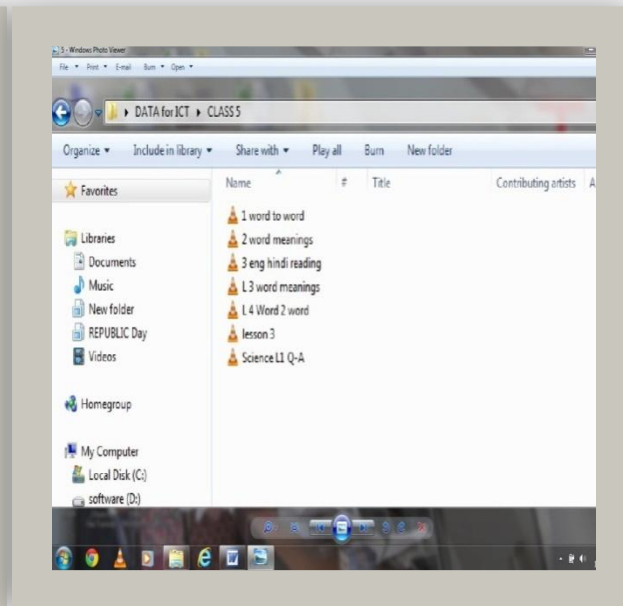 5 - Windows Photo Viewer
File Print E-mail Burn Open
DATA for ICT CLASS 5
Organize Include in library Share with Play all Burn New folder
Name # Title Contributing artists A
Favorites
Libraries
Documents
Music
New folder
REPUBLIC Day
Videos
Homegroup
My Computer
Local Disk (C:)
software (D:)
1 word to word
2 word meanings
3 eng hindi reading
L 3 word meanings
L 4 Word 2 word
lesson 3
Science L1 Q-A